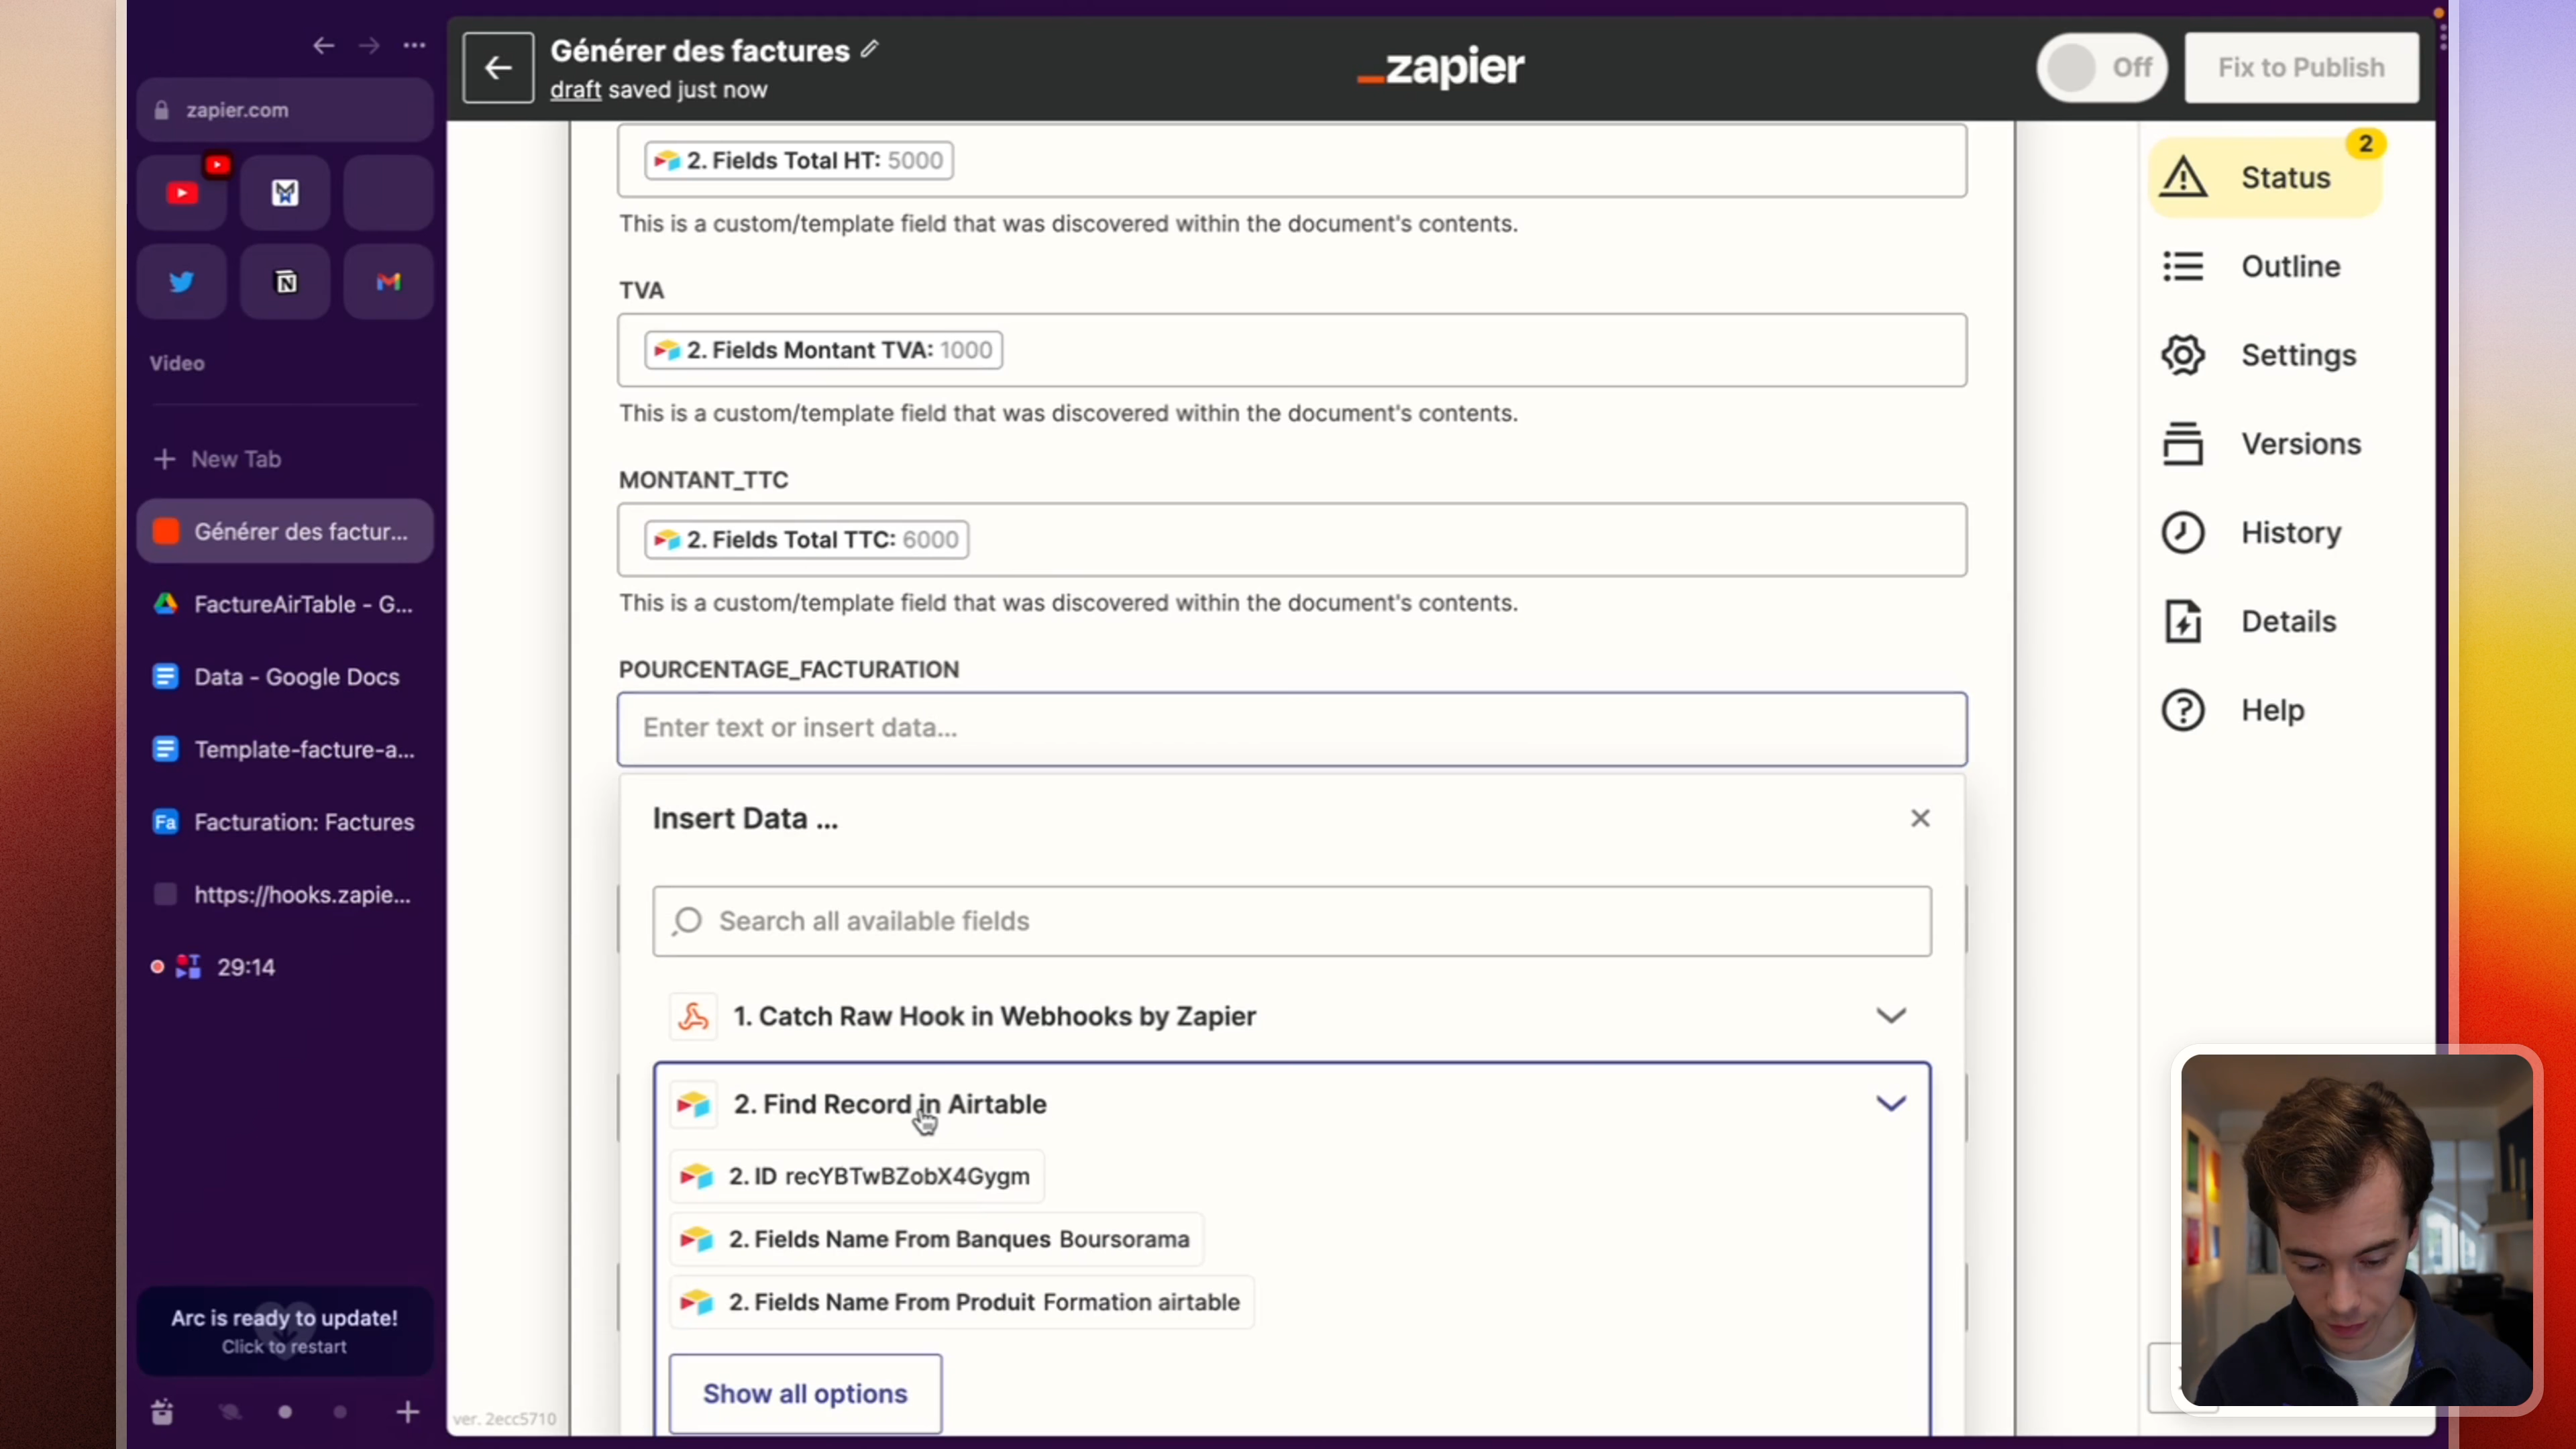 Générer des factures
draft saved just now
zapier
Off
Fix to Publish
zapier.com
Video
New Tab
Générer des factur...
FactureAirTable - G...
Data - Google Docs
Template-facture-a...
Fa Facturation: Factures
https://hooks.zapie...
29:14
Arc is ready to update!
Click to restart
2. Fields Total HT: 5000
This is a custom/template field that was discovered within the document's contents.
TVA
2. Fields Montant TVA: 1000
This is a custom/template field that was discovered within the document's contents.
MONTANT_TTC
2. Fields Total TTC: 6000
This is a custom/template field that was discovered within the document's contents.
POURCENTAGE_FACTURATION
Enter text or insert data...
Insert Data ...
Search all available fields
1. Catch Raw Hook in Webhooks by Zapier
2. Find Record in Airtable
2. ID recYBTwBZobX4Gygm
2. Fields Name From Banques Boursorama
2. Fields Name From Produit Formation airtable
Show all options
ver. 2ecc5710
2
Status
Outline
Settings
Versions
History
Details
Help